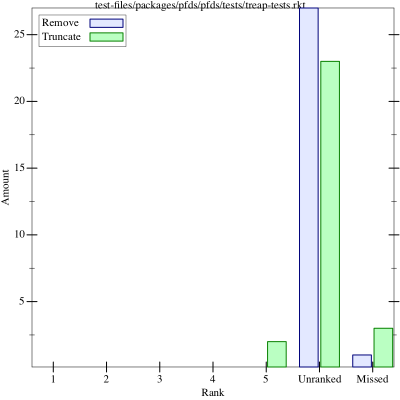 test-files/packages/pfds/pfds/tests/treap-tests.rkt
Remove
Truncate
25
20
15
10
5
Amount
1 2 3 4 5 Unranked Missed
Rank